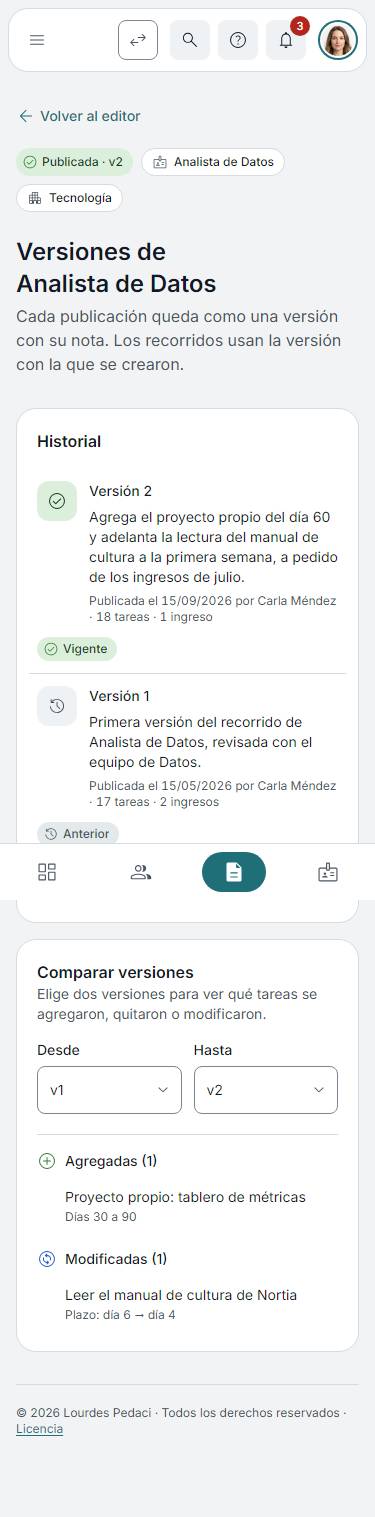 3
Volver al editor
Publicada · v2
Analista de Datos
Tecnología
Versiones de
Analista de Datos
Cada publicación queda como una versión
con su nota. Los recorridos usan la versión
con la que se crearon.
Historial
Versión 2
Agrega el proyecto propio del día 60
y adelanta la lectura del manual de
cultura a la primera semana, a pedido
de los ingresos de julio.
Publicada el 15/09/2026 por Carla Méndez
· 18 tareas · 1 ingreso
Vigente
Versión 1
Primera versión del recorrido de
Analista de Datos, revisada con el
equipo de Datos.
Publicada el 15/05/2026 por Carla Méndez
· 17 tareas · 2 ingresos
Anterior
Comparar versiones
Elige dos versiones para ver qué tareas se
agregaron, quitaron o modificaron.
Desde
Hasta
v1
v2
Agregadas (1)
Proyecto propio: tablero de métricas
Días 30 a 90
Modificadas (1)
Leer el manual de cultura de Nortia
Plazo: día 6 → día 4
© 2026 Lourdes Pedaci · Todos los derechos reservados ·
Licencia